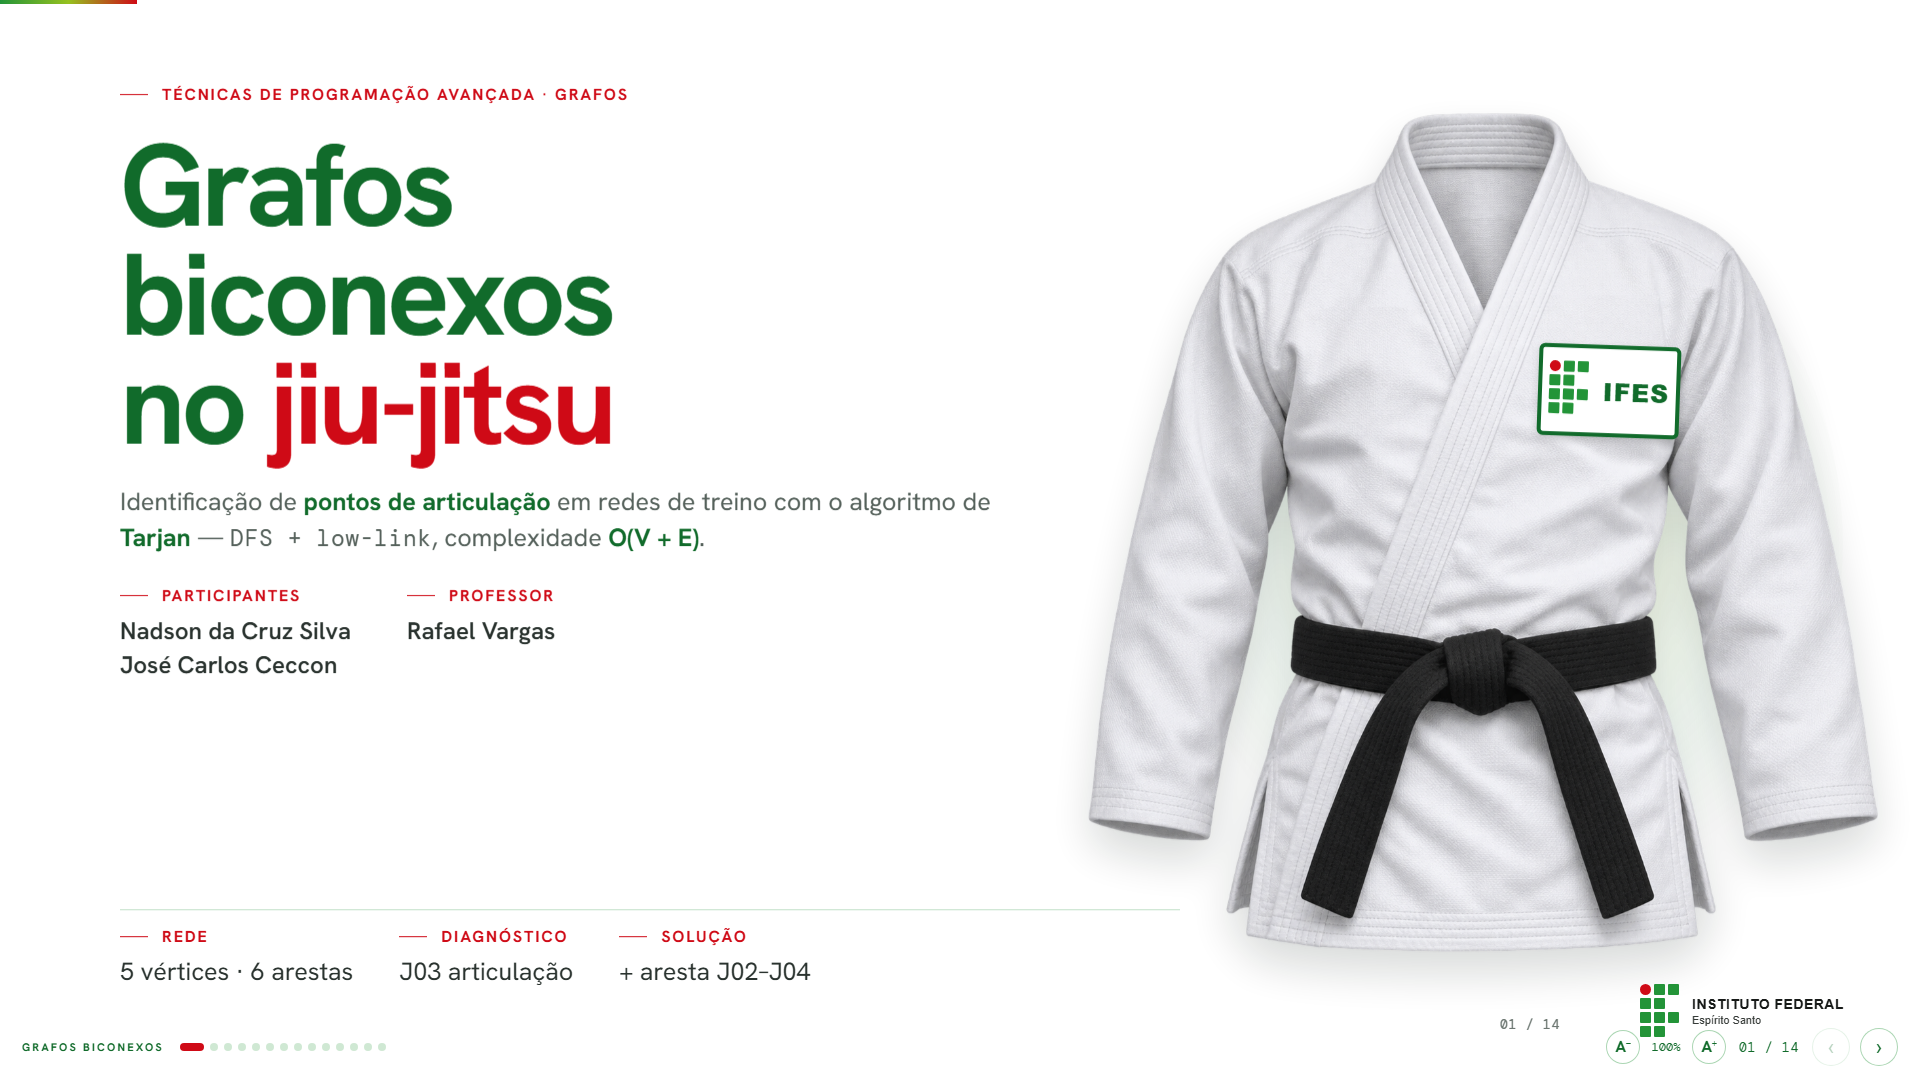 TÉCNICAS DE PROGRAMAÇÃO AVANÇADA · GRAFOS
Grafos
biconexos
no jiu-jitsu
Identificação de pontos de articulação em redes de treino com o algoritmo de
Tarjan — DFS + low-link, complexidade O(V + E).
PARTICIPANTES
Nadson da Cruz Silva
José Carlos Ceccon
PROFESSOR
Rafael Vargas
IFES
REDE
5 vértices · 6 arestas
DIAGNÓSTICO
J03 articulação
SOLUÇÃO
+ aresta J02–J04
01 / 14
INSTITUTO FEDERAL
Espírito Santo
GRAFOS BICONEXOS
A⁻ 100% A⁺ 01 / 14 ‹ ›